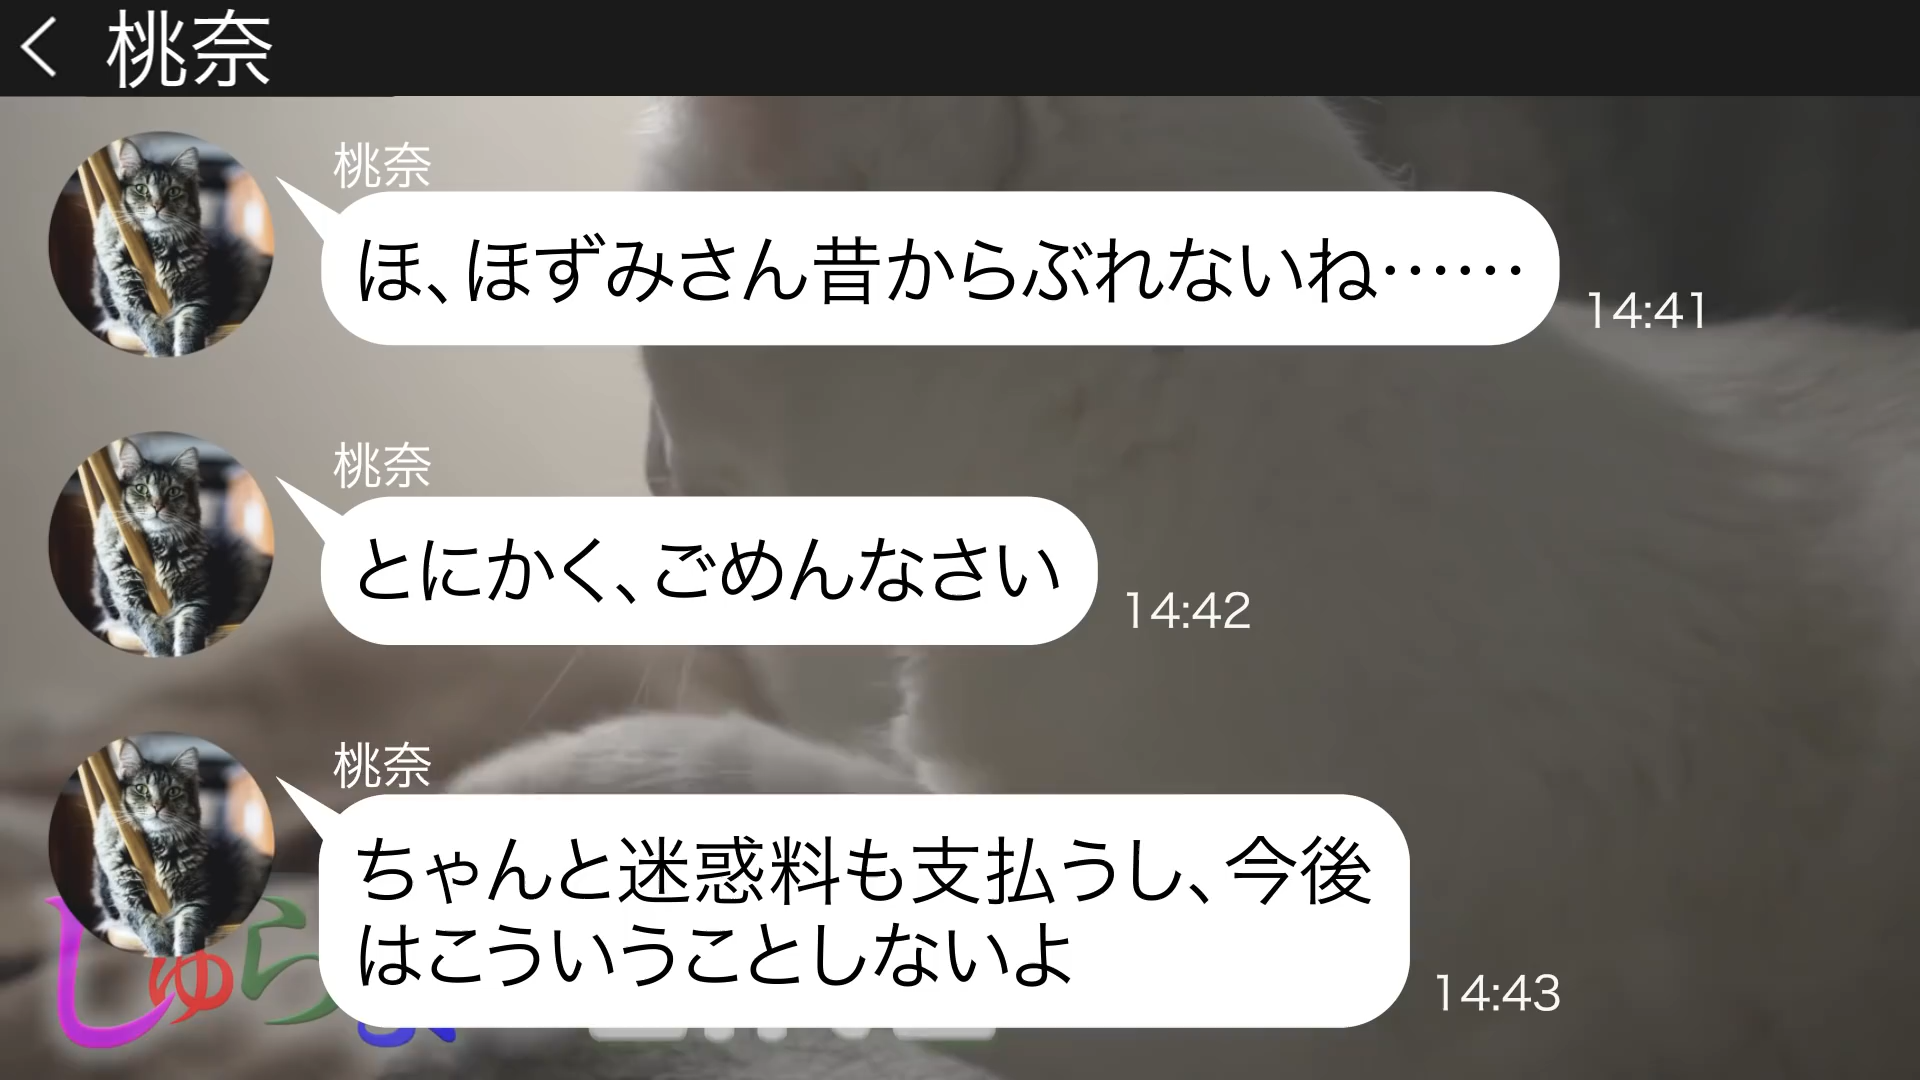 桃奈
桃奈
ほ、ほずみさん昔からぶれないね……
14:41
桃奈
とにかく、ごめんなさい
14:42
桃奈
ちゃんと迷惑料も支払うし、今後
はこういうことしないよ
14:43
しゅら